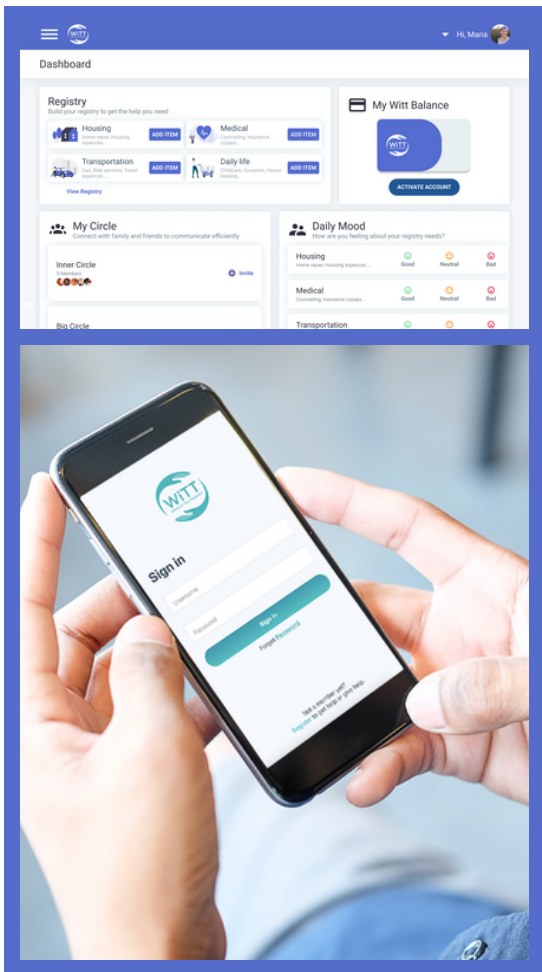 WiTT
Hi, Maria
Dashboard
Registry
Build your registry to get the help you need
Housing
Home repair, Housing
expences...
ADD ITEM
Medical
Counseling, Insurance
copays...
ADD ITEM
Transportation
Gas, Ride services, Travel
expences...
ADD ITEM
Daily life
Childcare, Groceries, House
keeping...
ADD ITEM
View Registry
My Witt Balance
WiTT
ACTIVATE ACCOUNT
My Circle
Connect with family and friends to communicate efficiently
Inner Circle
5 Members
Invite
Big Circle
Daily Mood
How are you feeling about your registry needs?
Housing
Home repair, Housing expences...
Good
Neutral
Bad
Medical
Counseling, Insurance copays...
Good
Neutral
Bad
Transportation
WiTT
Sign in
Username
Password
Sign in
Forgot Password
Not a member yet?
Register to get help or give help.